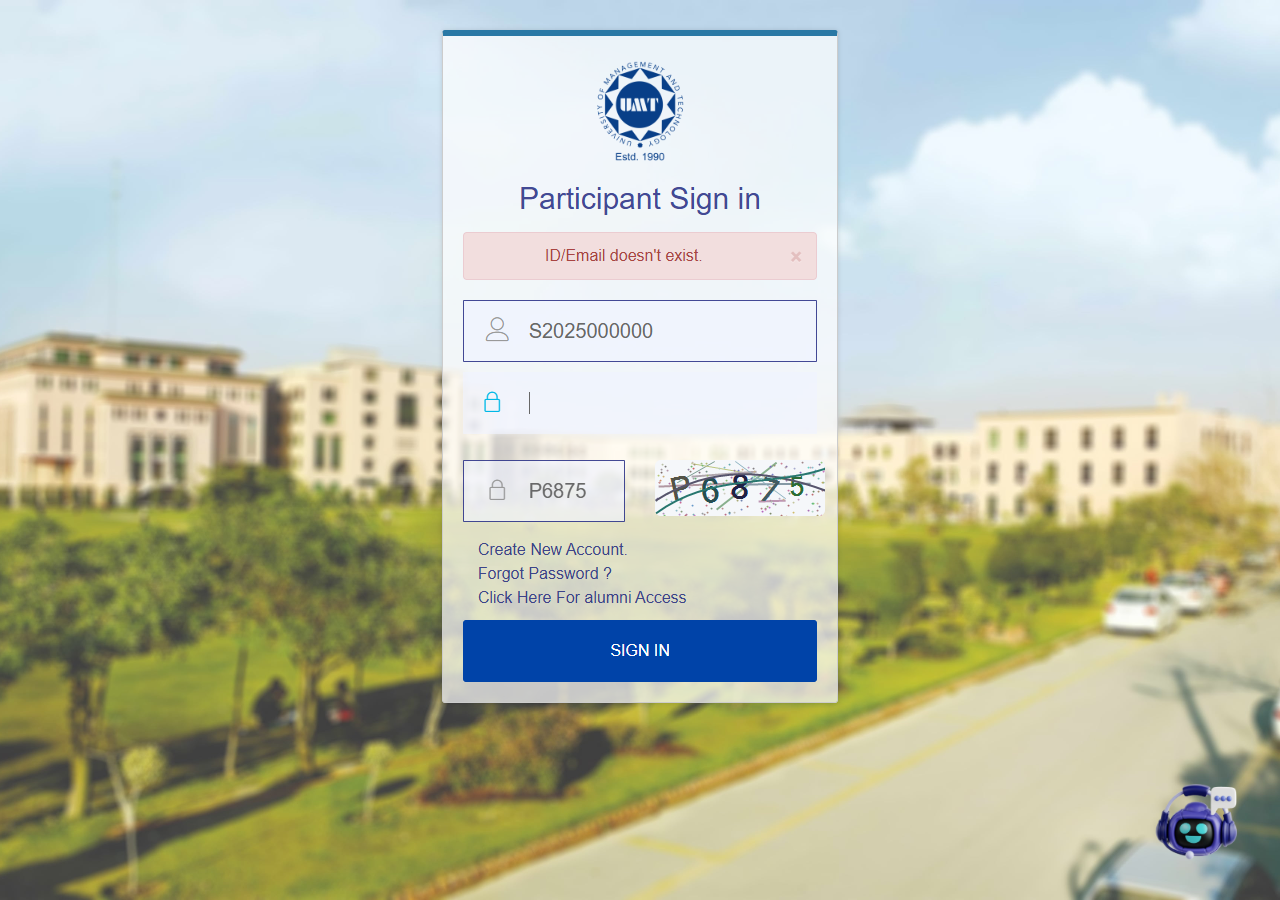 UNIVERSITY OF MANAGEMENT AND TECHNOLOGY
UMT
Estd. 1990
Participant Sign in
ID/Email doesn't exist.
×
S2025000000
P6875
P6875
Create New Account.
Forgot Password ?
Click Here For alumni Access
SIGN IN